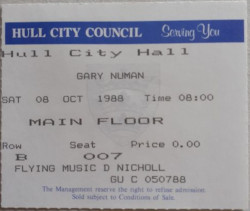 HULL CITY COUNCIL Serving You
Hull City Hall
GARY NUMAN
SAT 08 OCT 1988 Time 08:00
MAIN FLOOR
Row Seat Price 0.00
B 007
FLYING MUSIC D NICHOLL
GU C 050788
The Management reserve the right to refuse admission.
Sold subject to Conditions of Sale.